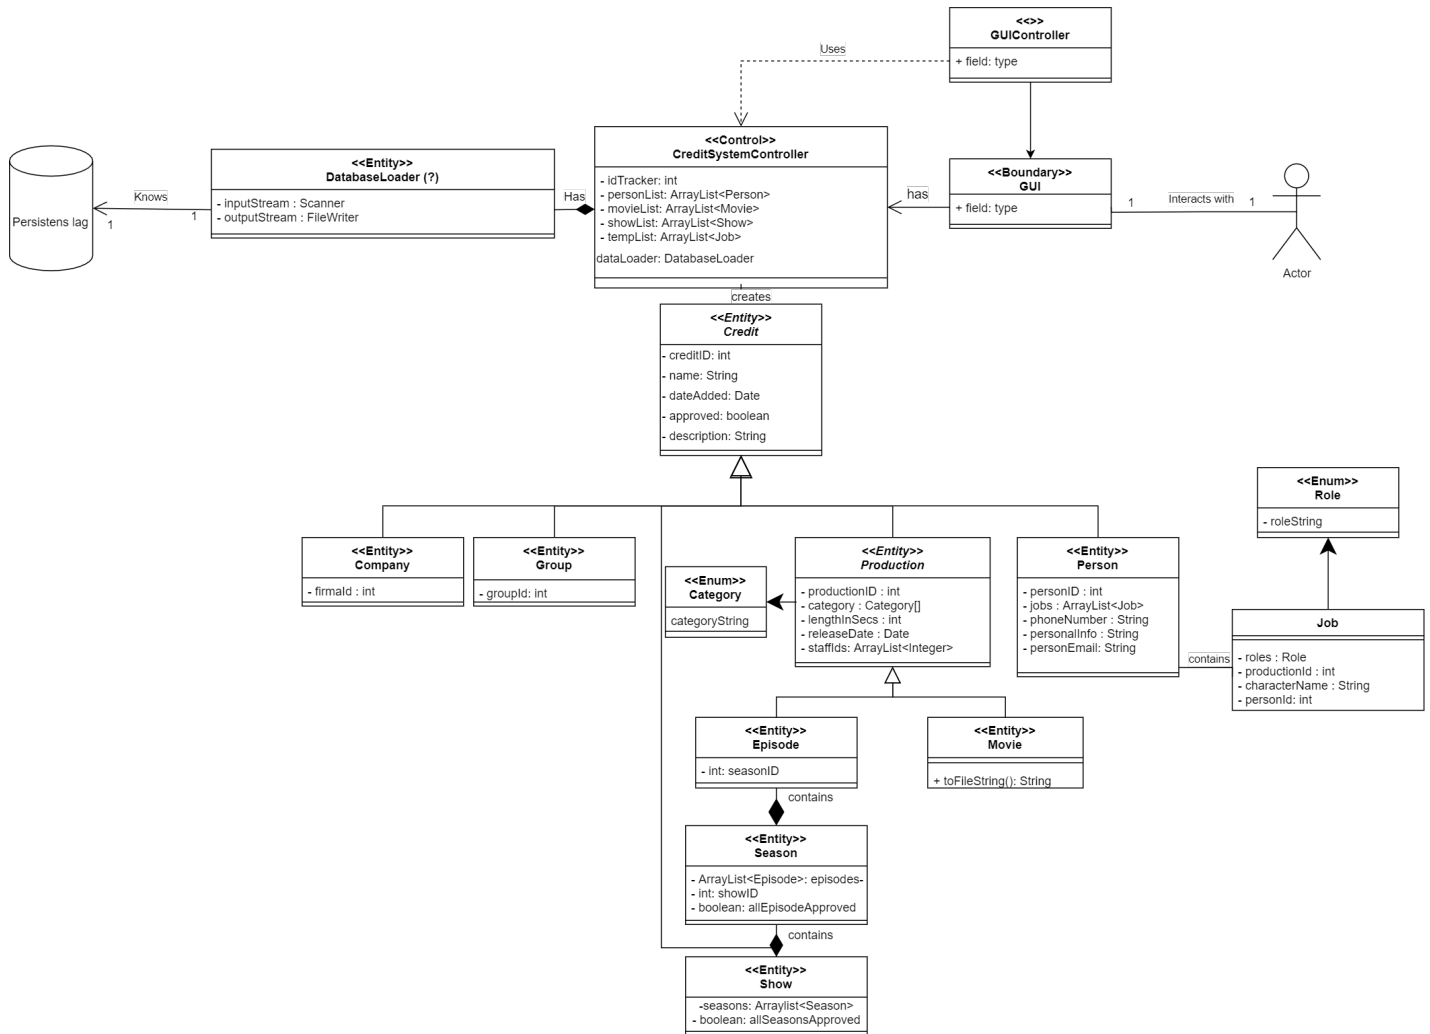 <<>>
GUIController
+ field: type
Uses
<<Control>>
CreditSystemController
- idTracker: int
- personList: ArrayList<Person>
- movieList: ArrayList<Movie>
- showList: ArrayList<Show>
- tempList: ArrayList<Job>
dataLoader: DatabaseLoader
<<Entity>>
DatabaseLoader (?)
- inputStream : Scanner
- outputStream : FileWriter
Has
Knows
1
1
Persistens lag
has
<<Boundary>>
GUI
+ field: type
1
Interacts with
1
Actor
creates
<<Entity>>
Credit
- creditID: int
- name: String
- dateAdded: Date
- approved: boolean
- description: String
<<Enum>>
Role
- roleString
<<Entity>>
Company
- firmaId : int
<<Entity>>
Group
- groupId: int
<<Enum>>
Category
categoryString
<<Entity>>
Production
- productionID : int
- category : Category[]
- lengthInSecs : int
- releaseDate : Date
- staffIds: ArrayList<Integer>
<<Entity>>
Person
- personID : int
- jobs : ArrayList<Job>
- phoneNumber : String
- personalInfo : String
- personEmail: String
contains
Job
- roles : Role
- productionId : int
- characterName : String
- personId: int
<<Entity>>
Episode
- int: seasonID
<<Entity>>
Movie
+ toFileString(): String
contains
<<Entity>>
Season
- ArrayList<Episode>: episodes-
- int: showID
- boolean: allEpisodeApproved
contains
<<Entity>>
Show
-seasons: Arraylist<Season>
- boolean: allSeasonsApproved